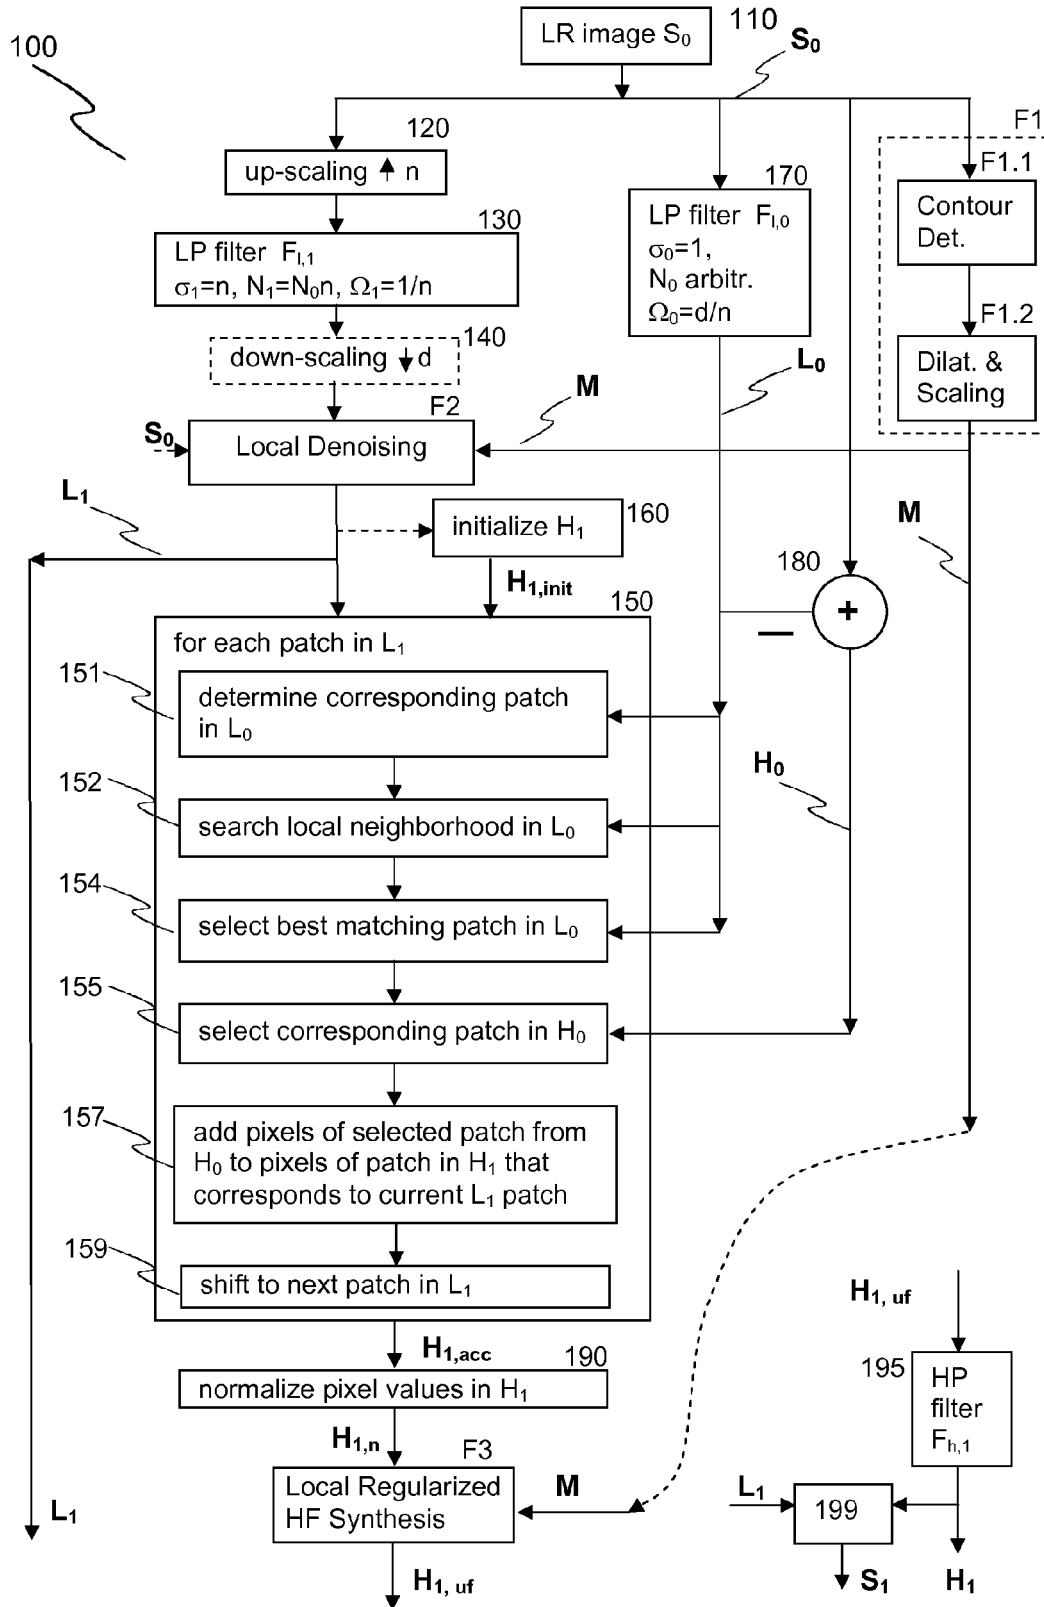 100
LR image S₀
110
S₀
120
up-scaling ↑ n
130
LP filter F_l,1
σ₁=n, N₁=N₀n, Ω₁=1/n
140
down-scaling ↓ d
170
LP filter F_l,0
σ₀=1,
N₀ arbitr.
Ω₀=d/n
F1
F1.1
Contour
Det.
F1.2
Dilat. &
Scaling
L₀
M
F2
S₀
Local Denoising
L₁
160
initialize H₁
H₁,init
M
180
+
—
150
for each patch in L₁
151
determine corresponding patch
in L₀
152
search local neighborhood in L₀
H₀
154
select best matching patch in L₀
155
select corresponding patch in H₀
157
add pixels of selected patch from
H₀ to pixels of patch in H₁ that
corresponds to current L₁ patch
159
shift to next patch in L₁
H₁,acc
190
normalize pixel values in H₁
H₁,n
F3
Local Regularized
HF Synthesis
M
L₁
H₁, uf
H₁, uf
195
HP
filter
F_h,1
L₁
199
S₁
H₁